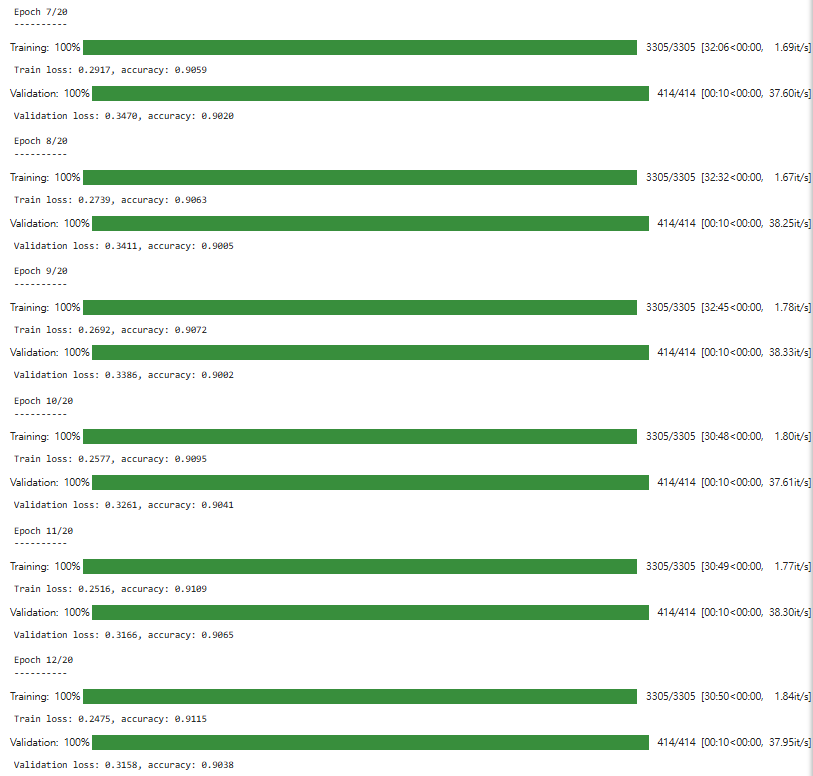 Epoch 7/20
----------
Training: 100% 3305/3305 [32:06<00:00, 1.69it/s]
Train loss: 0.2917, accuracy: 0.9059
Validation: 100% 414/414 [00:10<00:00, 37.60it/s]
Validation loss: 0.3470, accuracy: 0.9020
Epoch 8/20
----------
Training: 100% 3305/3305 [32:32<00:00, 1.67it/s]
Train loss: 0.2739, accuracy: 0.9063
Validation: 100% 414/414 [00:10<00:00, 38.25it/s]
Validation loss: 0.3411, accuracy: 0.9005
Epoch 9/20
----------
Training: 100% 3305/3305 [32:45<00:00, 1.78it/s]
Train loss: 0.2692, accuracy: 0.9072
Validation: 100% 414/414 [00:10<00:00, 38.33it/s]
Validation loss: 0.3386, accuracy: 0.9002
Epoch 10/20
----------
Training: 100% 3305/3305 [30:48<00:00, 1.80it/s]
Train loss: 0.2577, accuracy: 0.9095
Validation: 100% 414/414 [00:10<00:00, 37.61it/s]
Validation loss: 0.3261, accuracy: 0.9041
Epoch 11/20
----------
Training: 100% 3305/3305 [30:49<00:00, 1.77it/s]
Train loss: 0.2516, accuracy: 0.9109
Validation: 100% 414/414 [00:10<00:00, 38.30it/s]
Validation loss: 0.3166, accuracy: 0.9065
Epoch 12/20
----------
Training: 100% 3305/3305 [30:50<00:00, 1.84it/s]
Train loss: 0.2475, accuracy: 0.9115
Validation: 100% 414/414 [00:10<00:00, 37.95it/s]
Validation loss: 0.3158, accuracy: 0.9038